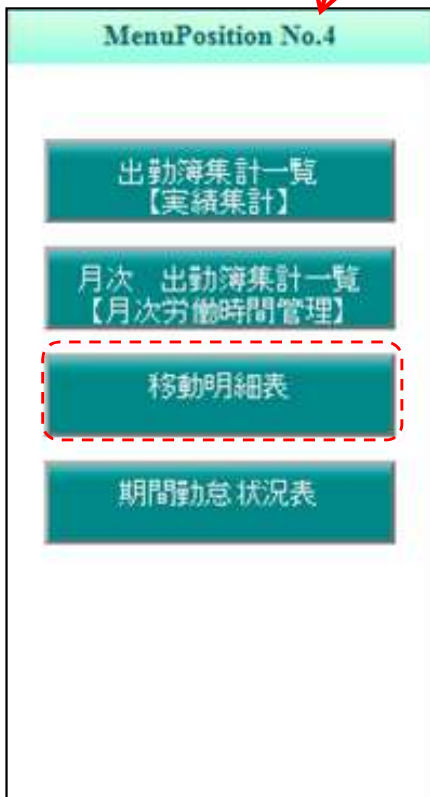 MenuPosition No.4
出勤簿集計一覧
【実績集計】
月次　出勤簿集計一覧
【月次労働時間管理】
移動明細表
期間勤怠状況表